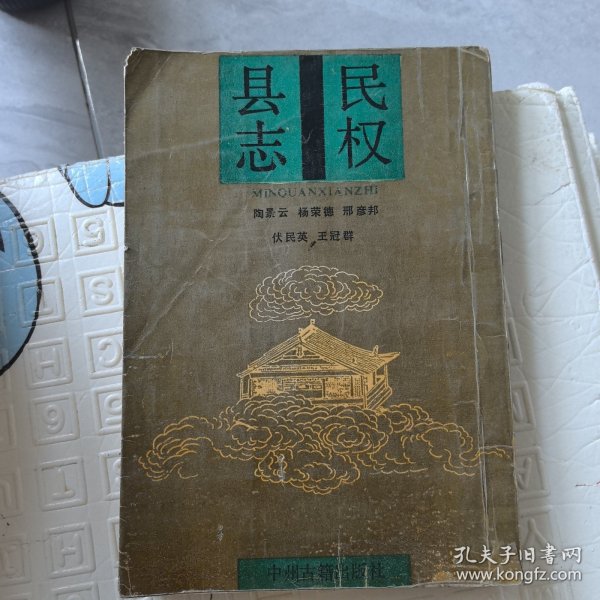 民权
县志
MINQUANXIANZHI
陶景云 杨荣德 邢彦邦
伏民英 王冠群
中州古籍出版社
孔夫子旧书网
www.kongfz.com